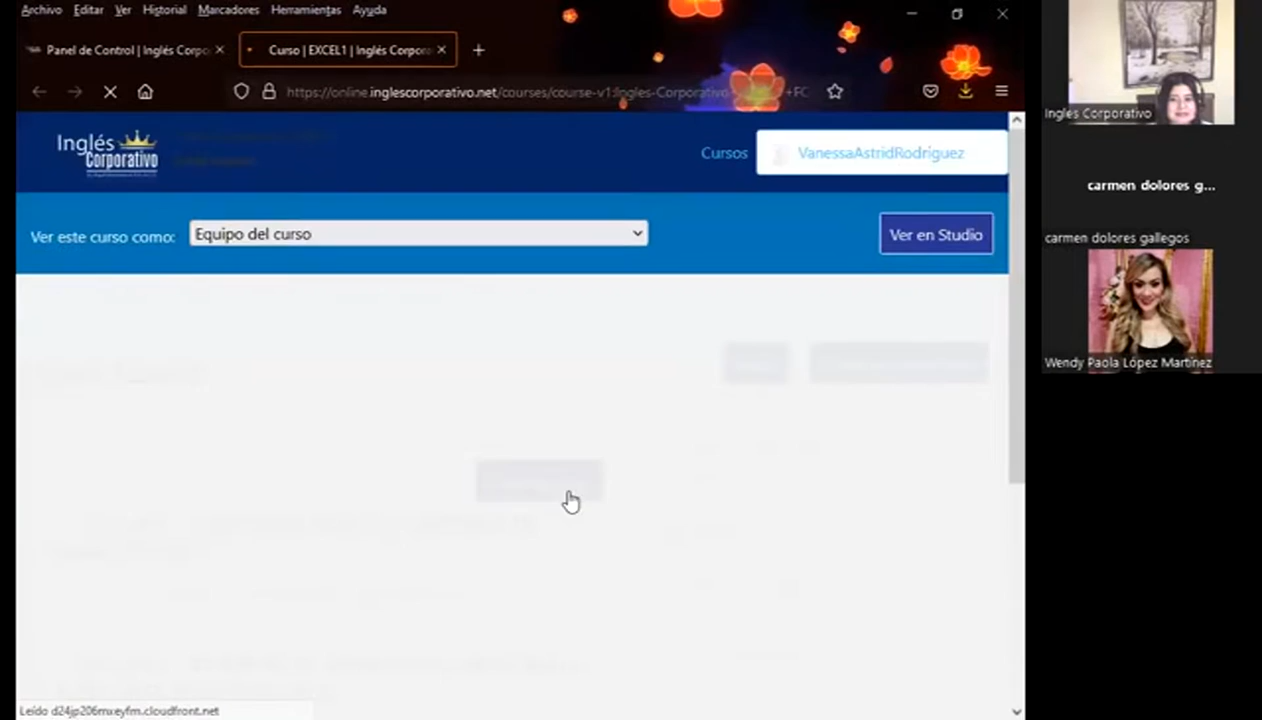 Archivo Editar Ver Historial Marcadores Herramientas Ayuda
Panel de Control | Inglés Corpo
Curso | EXCEL1 | Inglés Corpora
https://online.inglescorporativo.net/courses/course-v1:Ingles-Corporativo
Inglés
Corporativo
Cursos
VanessaAstridRodriguez
Ver este curso como:
Equipo del curso
Ver en Studio
Leído d24jp206mxeyfm.cloudfront.net
Ingles Corporativo
carmen dolores g...
carmen dolores gallegos
Wendy Paola López Martínez